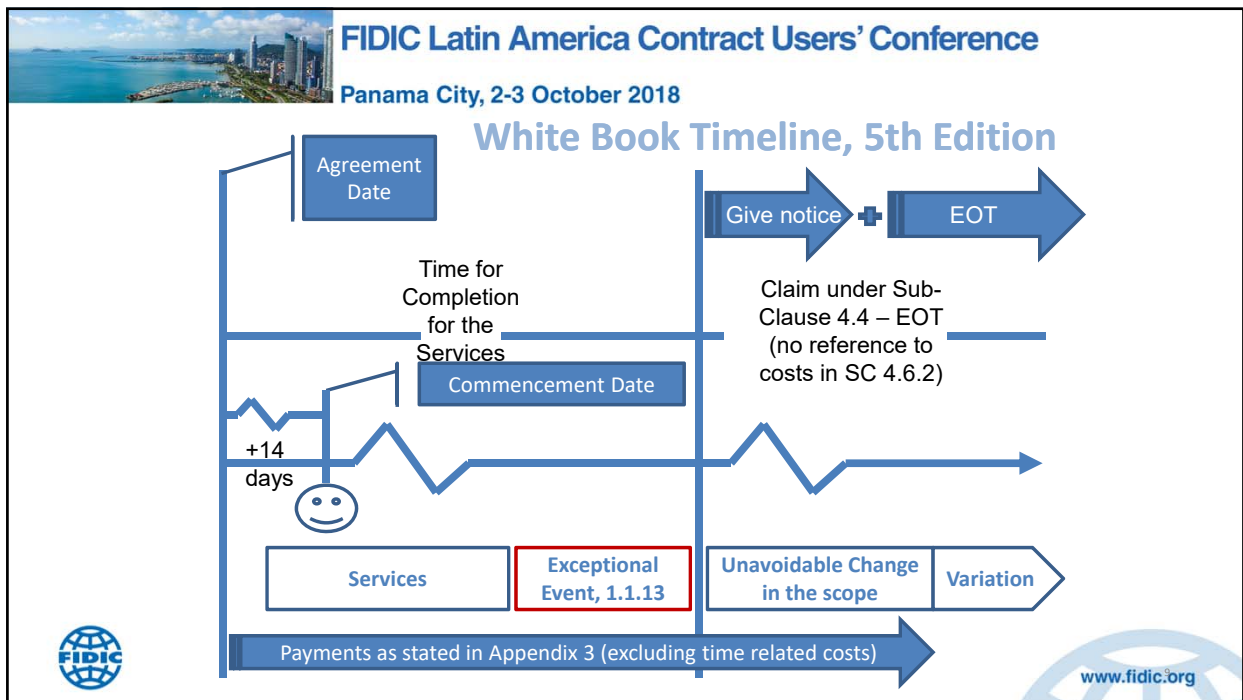 FIDIC Latin America Contract Users' Conference
Panama City, 2-3 October 2018
White Book Timeline, 5th Edition
Agreement
Date
Give notice
EOT
Time for
Completion
for the
Services
Claim under Sub-
Clause 4.4 – EOT
(no reference to
costs in SC 4.6.2)
Commencement Date
+14
days
Services
Exceptional
Event, 1.1.13
Unavoidable Change
in the scope
Variation
Payments as stated in Appendix 3 (excluding time related costs)
FIDIC
www.fidic.org